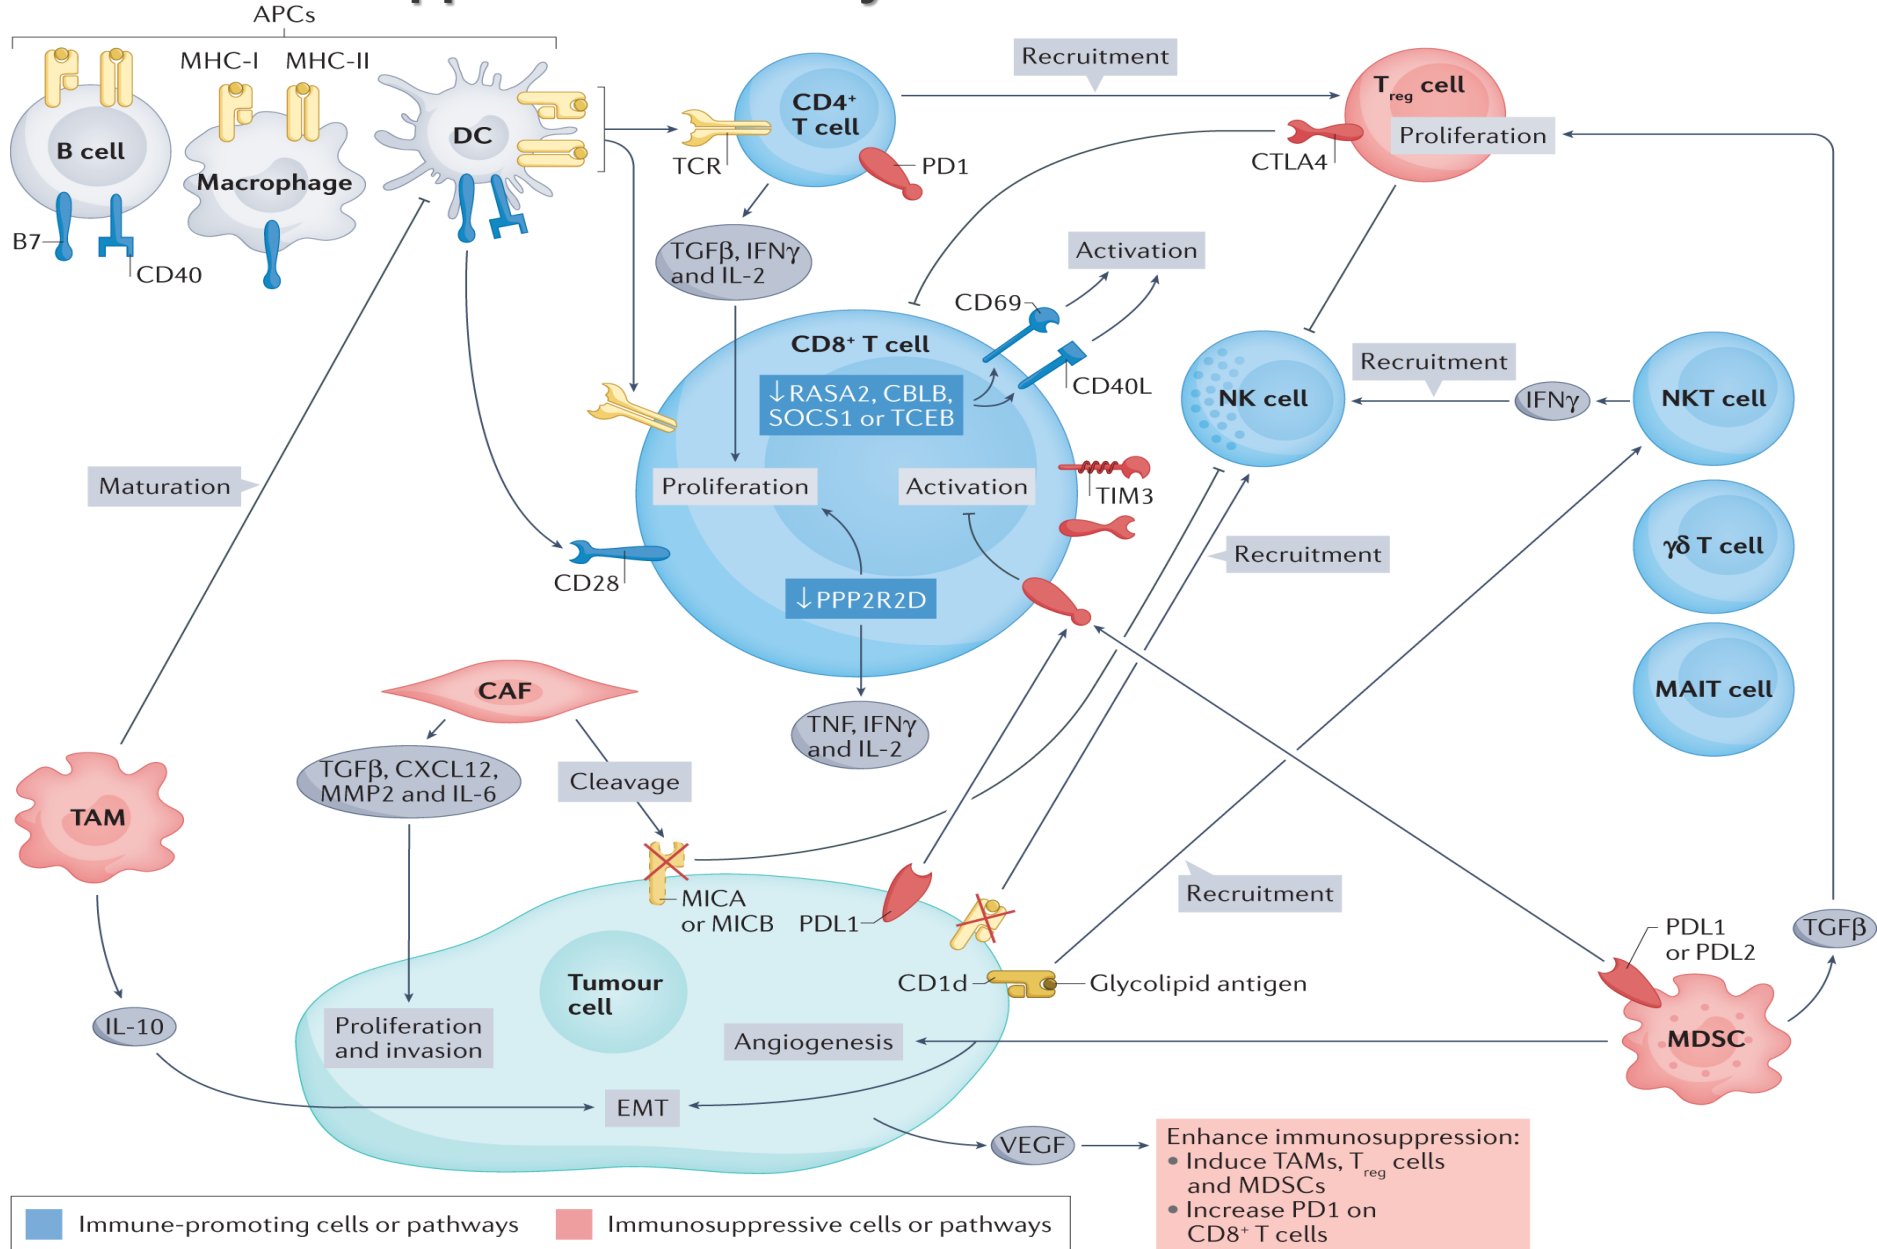 APCs
MHC-I
MHC-II
B cell
Macrophage
DC
B7
CD40
TCR
CD4+
T cell
PD1
Recruitment
Treg cell
Proliferation
CTLA4
TGFβ, IFNγ
and IL-2
Activation
CD69
CD40L
CD8+ T cell
↓RASA2, CBLB,
SOCS1 or TCEB
Proliferation
Activation
TIM3
CD28
↓PPP2R2D
TNF, IFNγ
and IL-2
NK cell
Recruitment
IFNγ
NKT cell
γδ T cell
MAIT cell
Recruitment
Maturation
CAF
TGFβ, CXCL12,
MMP2 and IL-6
Cleavage
TAM
MICA
or MICB
PDL1
Recruitment
CD1d
Glycolipid antigen
PDL1
or PDL2
TGFβ
MDSC
Tumour
cell
IL-10
Proliferation
and invasion
Angiogenesis
EMT
VEGF
Enhance immunosuppression:
• Induce TAMs, Treg cells
and MDSCs
• Increase PD1 on
CD8+ T cells
Immune-promoting cells or pathways
Immunosuppressive cells or pathways